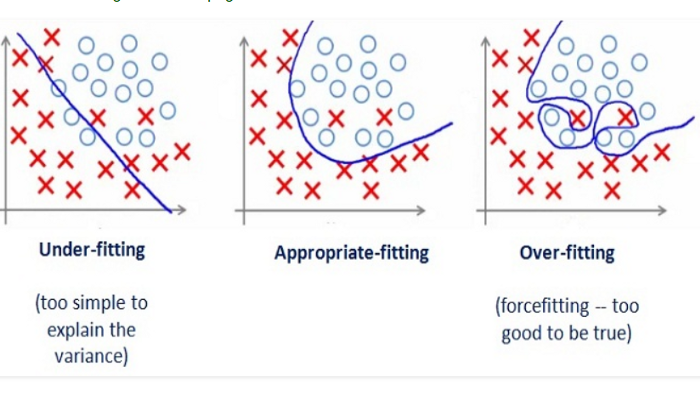 Under-fitting
Appropriate-fitting
Over-fitting
(too simple to
explain the
variance)
(forcefitting -- too
good to be true)